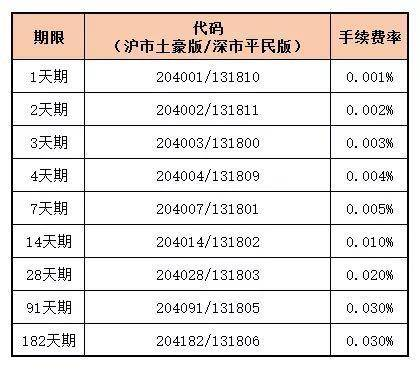 期限 代码 手续费率
（沪市土豪版/深市平民版）
1天期 204001/131810 0.001%
2天期 204002/131811 0.002%
3天期 204003/131800 0.003%
4天期 204004/131809 0.004%
7天期 204007/131801 0.005%
14天期 204014/131802 0.010%
28天期 204028/131803 0.020%
91天期 204091/131805 0.030%
182天期 204182/131806 0.030%